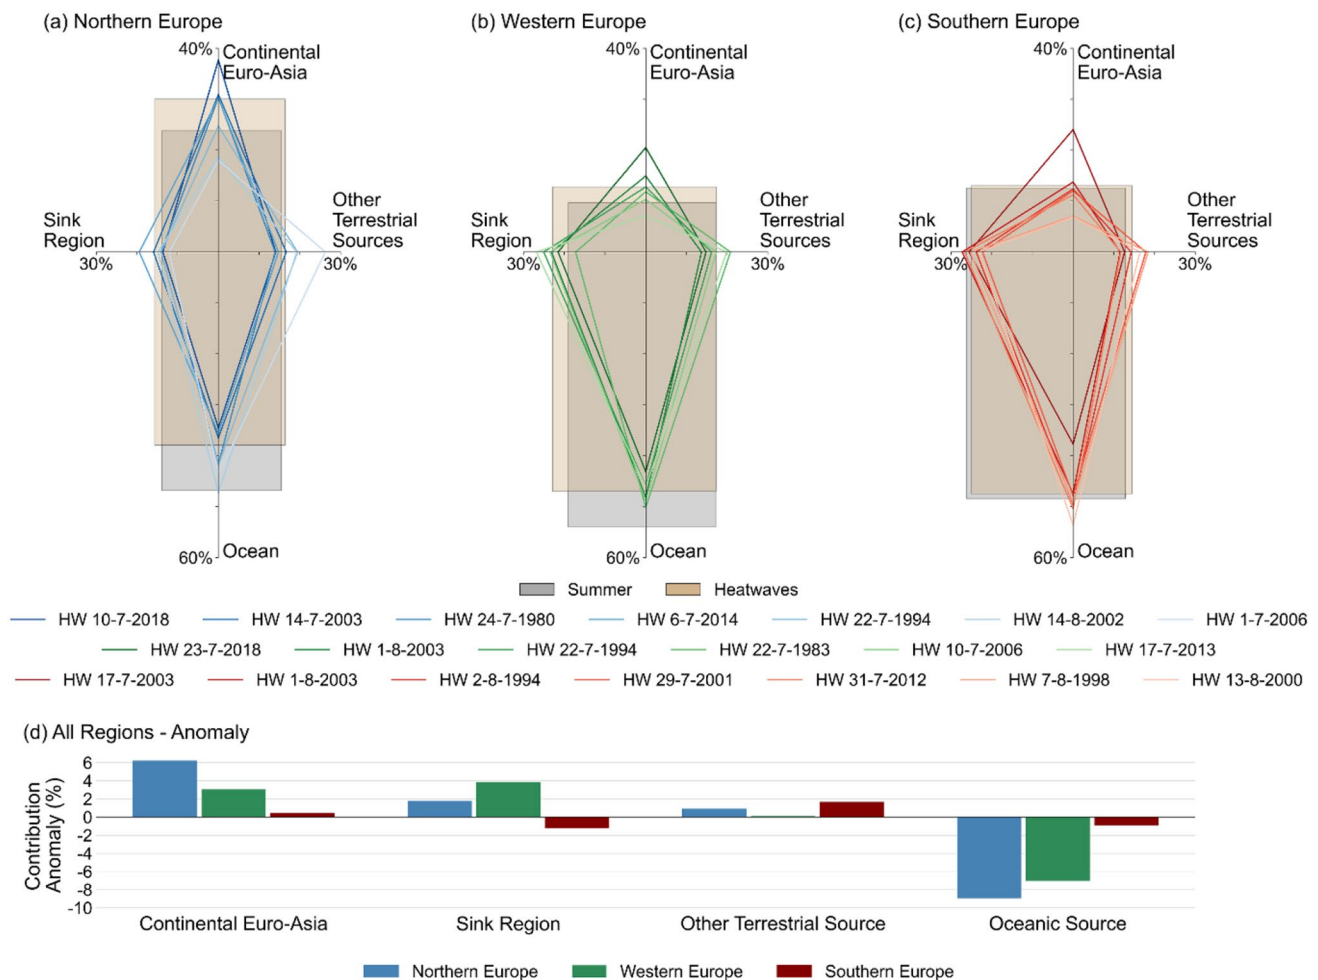 (a) Northern Europe
(b) Western Europe
(c) Southern Europe
40%
Continental
Euro-Asia
40%
Continental
Euro-Asia
40%
Continental
Euro-Asia
Sink
Region
30%
Other
Terrestrial
Sources
30%
Sink
Region
30%
Other
Terrestrial
Sources
30%
Sink
Region
30%
Other
Terrestrial
Sources
30%
60%
Ocean
60%
Ocean
60%
Ocean
Summer
Heatwaves
HW 10-7-2018 HW 14-7-2003 HW 24-7-1980 HW 6-7-2014 HW 22-7-1994 HW 14-8-2002 HW 1-7-2006
HW 23-7-2018 HW 1-8-2003 HW 22-7-1994 HW 22-7-1983 HW 10-7-2006 HW 17-7-2013
HW 17-7-2003 HW 1-8-2003 HW 2-8-1994 HW 29-7-2001 HW 31-7-2012 HW 7-8-1998 HW 13-8-2000
(d) All Regions - Anomaly
Contribution
Anomaly (%)
6
4
2
0
-2
-4
-6
-8
-10
Continental Euro-Asia
Sink Region
Other Terrestrial Source
Oceanic Source
Northern Europe
Western Europe
Southern Europe